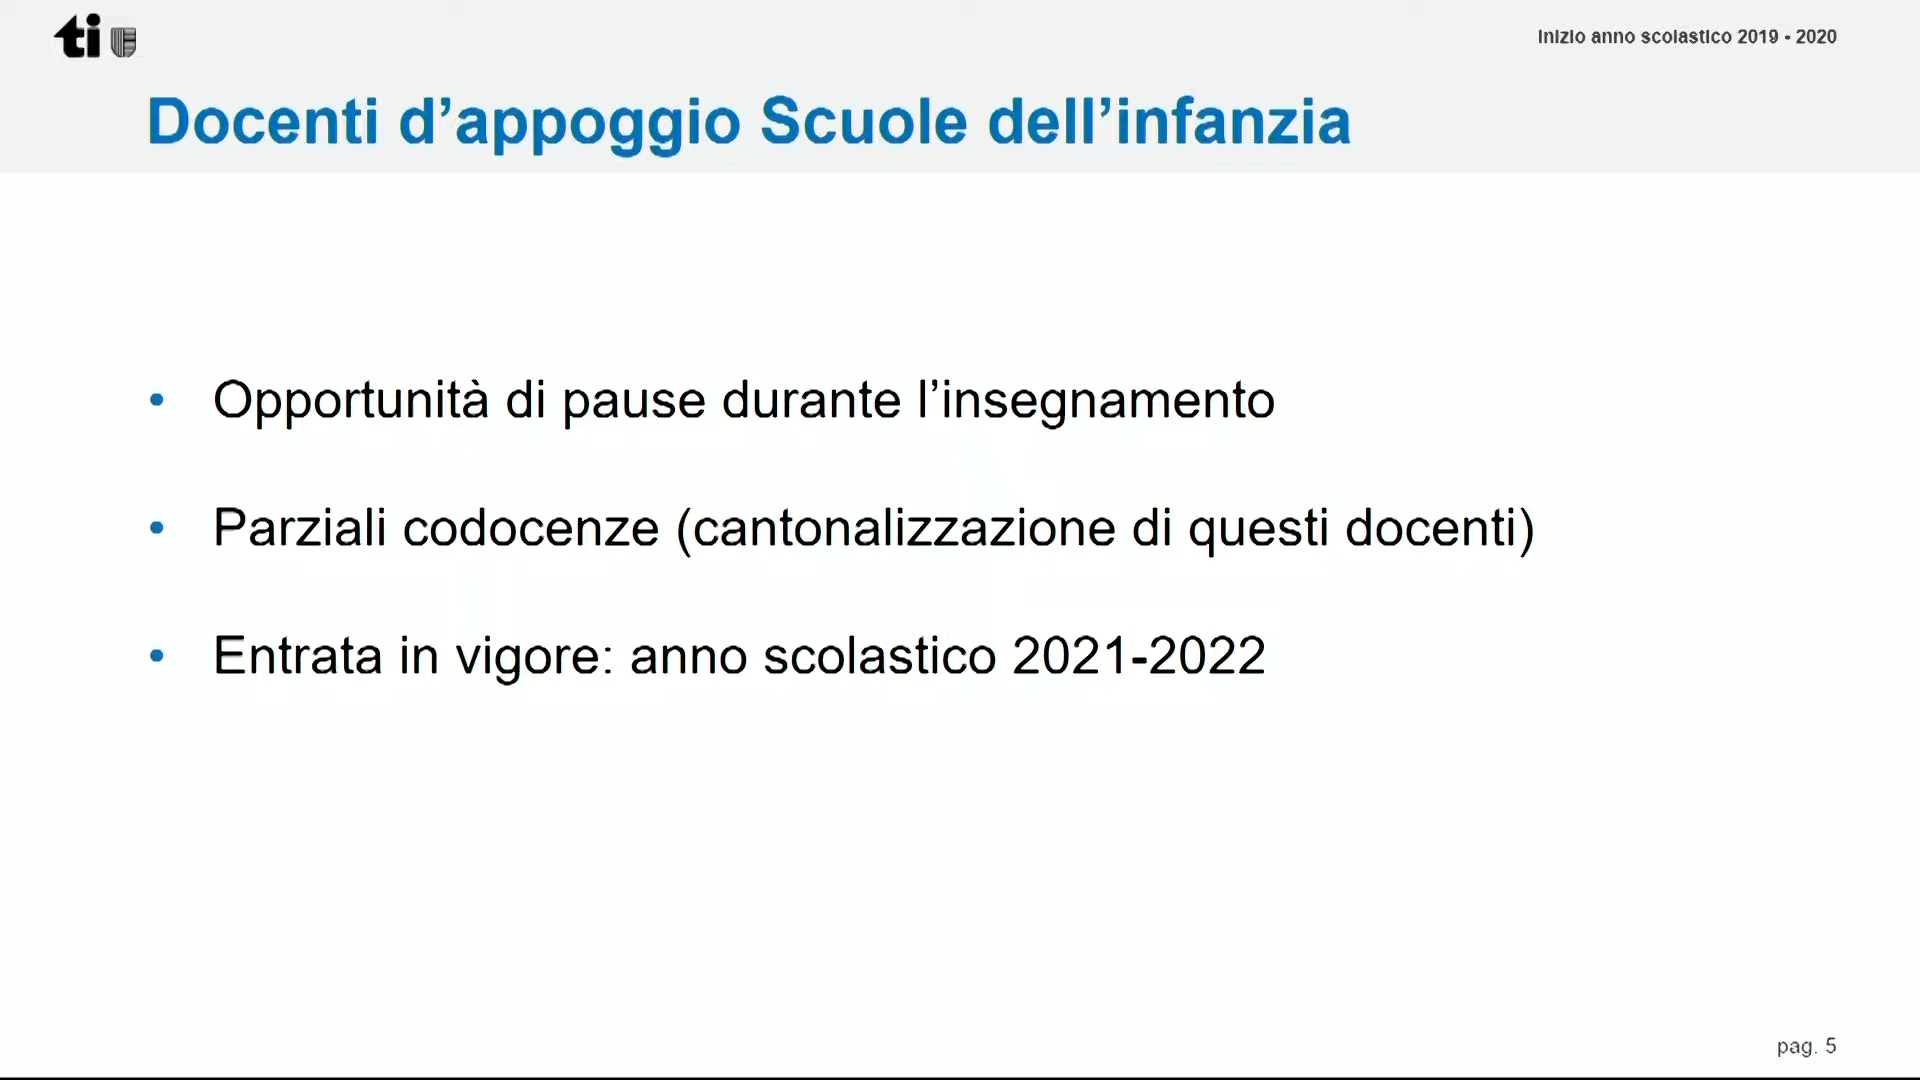 ti
Inizio anno scolastico 2019 - 2020
Docenti d’appoggio Scuole dell’infanzia
• Opportunità di pause durante l’insegnamento
• Parziali codocenze (cantonalizzazione di questi docenti)
• Entrata in vigore: anno scolastico 2021-2022
pag. 5